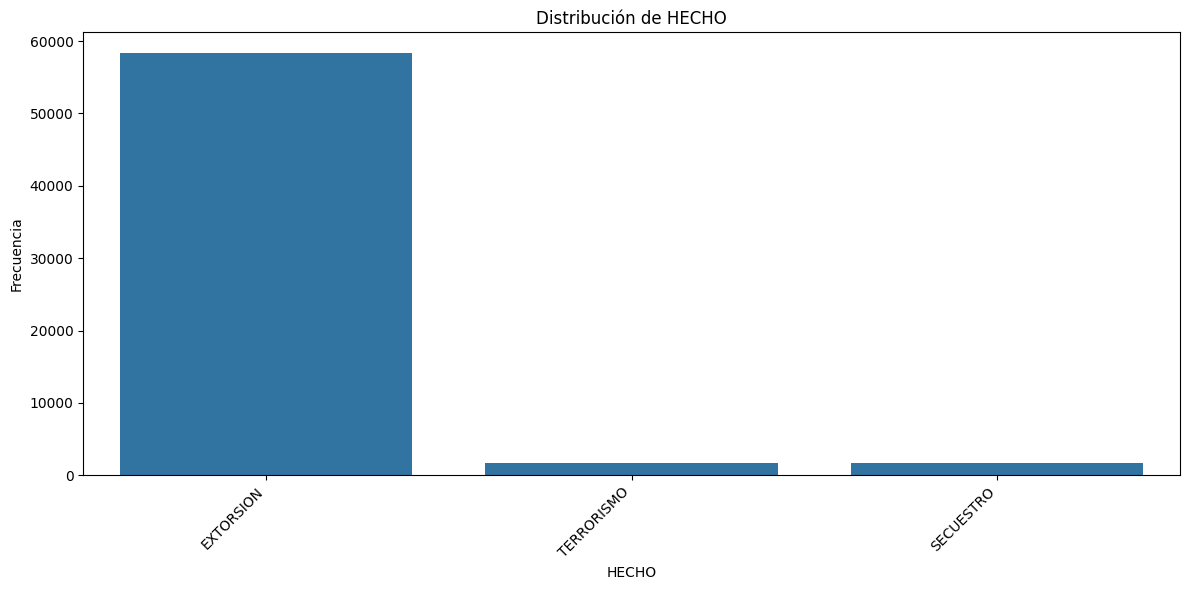 Distribución de HECHO
60000
50000
40000
30000
20000
10000
0
Frecuencia
EXTORSION
TERRORISMO
SECUESTRO
HECHO